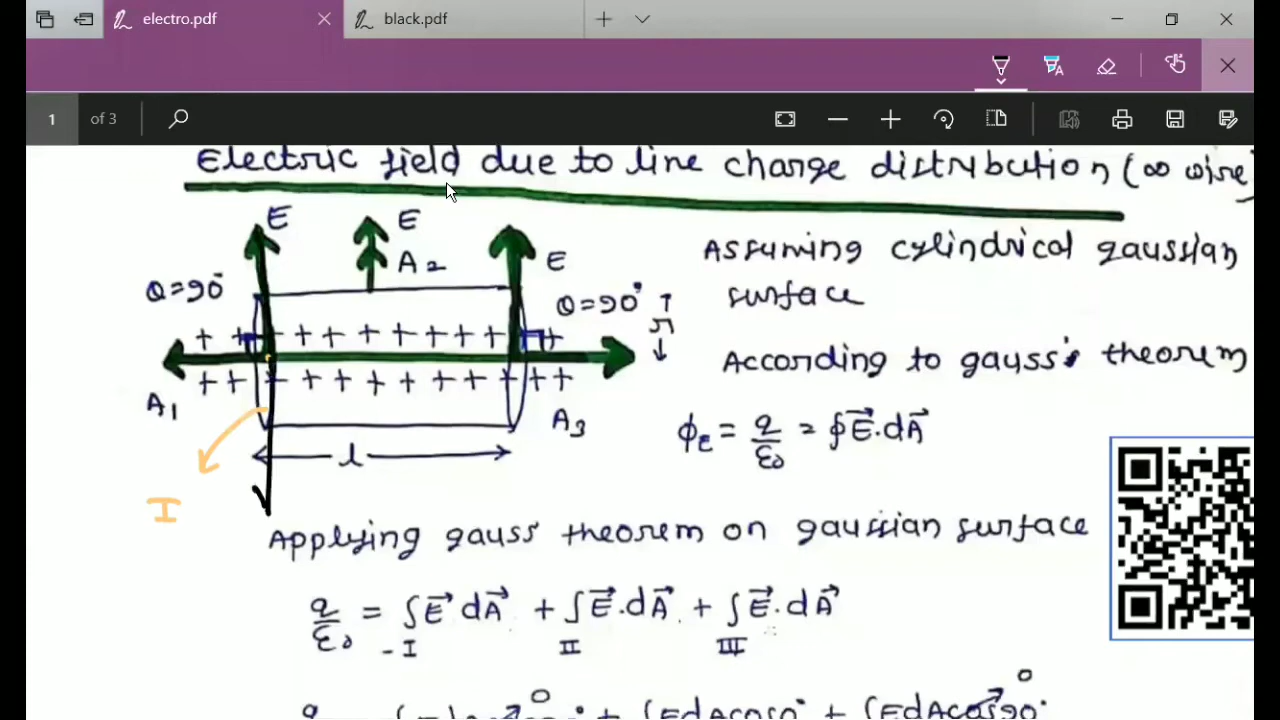 electro.pdf
black.pdf
1 of 3
Electric field due to line charge distribution (∞ wire)
E
E
A2
E
θ=90°
θ=90°
Assuming cylindrical gaussian
surface
+ + + + + + + + + + +
According to gauss's theorem
++ + + + + + + + ++
A1
A3
ϕE = q/ε0 = ∮E⃗.dA⃗
l
I
Applying gauss' theorem on gaussian surface
q/ε0 = ∫E⃗ dA⃗ + ∫E⃗.dA⃗ + ∫E⃗.dA⃗
I II III